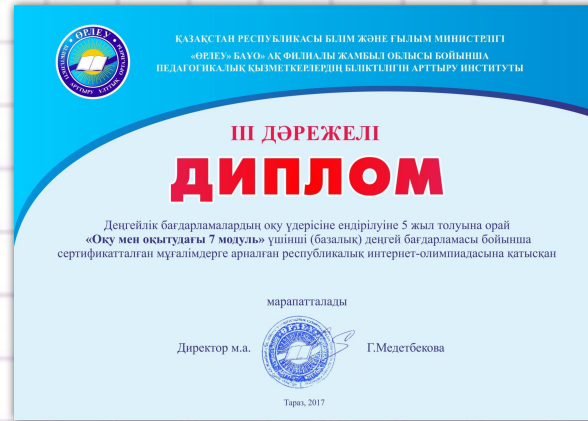 ҚАЗАҚСТАН РЕСПУБЛИКАСЫ БІЛІМ ЖӘНЕ ҒЫЛЫМ МИНИСТРЛІГІ
«ӨРЛЕУ» БАҰО» АҚ ФИЛИАЛЫ ЖАМБЫЛ ОБЛЫСЫ БОЙЫНША
ПЕДАГОГИКАЛЫҚ ҚЫЗМЕТКЕРЛЕРДІҢ БІЛІКТІЛІГІН АРТТЫРУ ИНСТИТУТЫ
ӨРЛЕУ
ІІІ ДӘРЕЖЕЛІ
ДИПЛОМ
Деңгейлік бағдарламалардың оқу үдерісіне ендірілуіне 5 жыл толуына орай
«Оқу мен оқытудағы 7 модуль» үшінші (базалық) деңгей бағдарламасы бойынша
сертификатталған мұғалімдерге арналған республикалық интернет-олимпиадасына қатысқан
марапатталады
Директор м.а.
Г.Медетбекова
Тараз, 2017